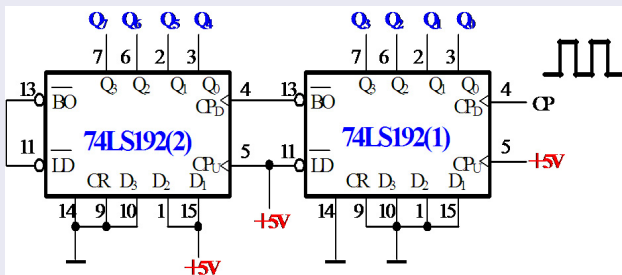 Q7 Q6 Q5 Q4 Q3 Q2 Q1 Q0
7 6 2 3 7 6 2 3
13 BO Q3 Q2 Q1 Q0 CPD 4 13 BO Q3 Q2 Q1 Q0 CPD 4 CP
74LS192(2) 74LS192(1)
11 LD CPU 5 11 LD CPU 5 +5V
CR D3 D2 D1 CR D3 D2 D1
14 9 10 1 15 14 9 10 1 15
+5V
+5V